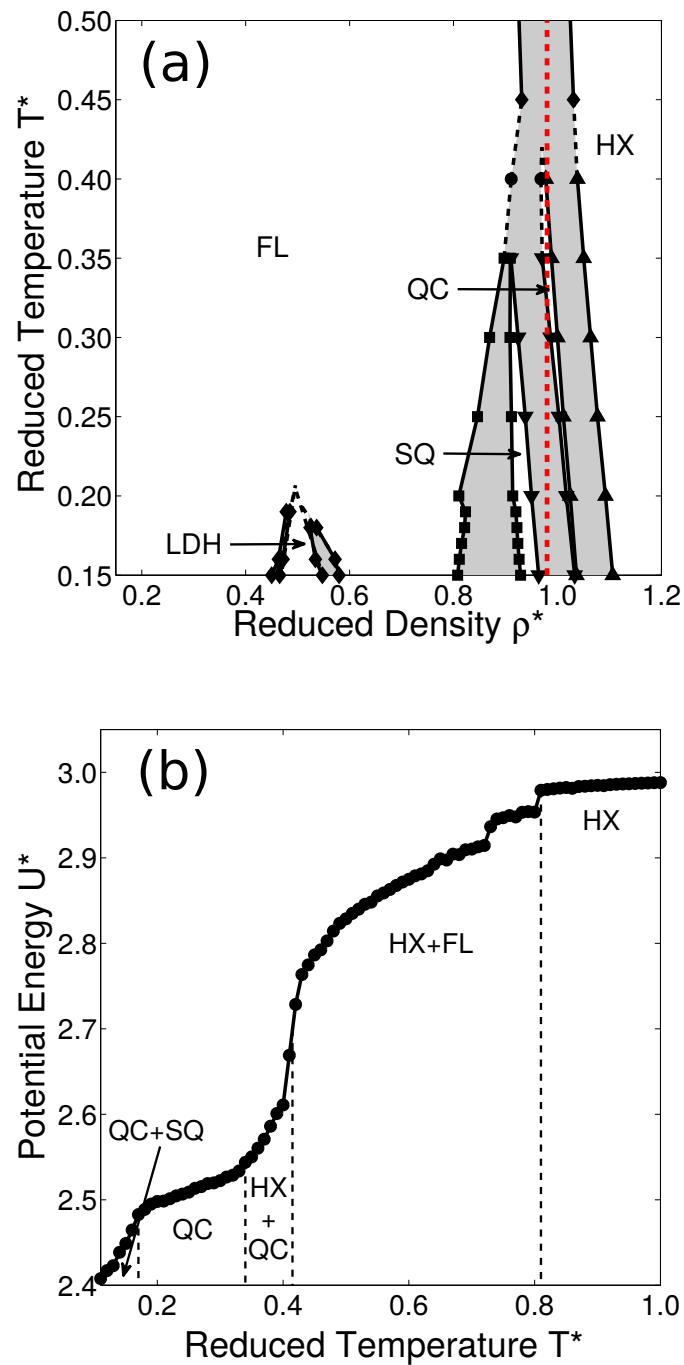 0.50
(a)
0.45
HX
0.40
0.35
FL
QC
0.30
0.25
SQ
0.20
LDH
0.15
0.2 0.4 0.6 0.8 1.0 1.2
Reduced Density ρ*
Reduced Temperature T*
(b)
3.0
HX
2.9
2.8
HX+FL
2.7
2.6
QC+SQ
2.5
HX
QC
+
QC
2.4
0.2 0.4 0.6 0.8 1.0
Reduced Temperature T*
Potential Energy U*